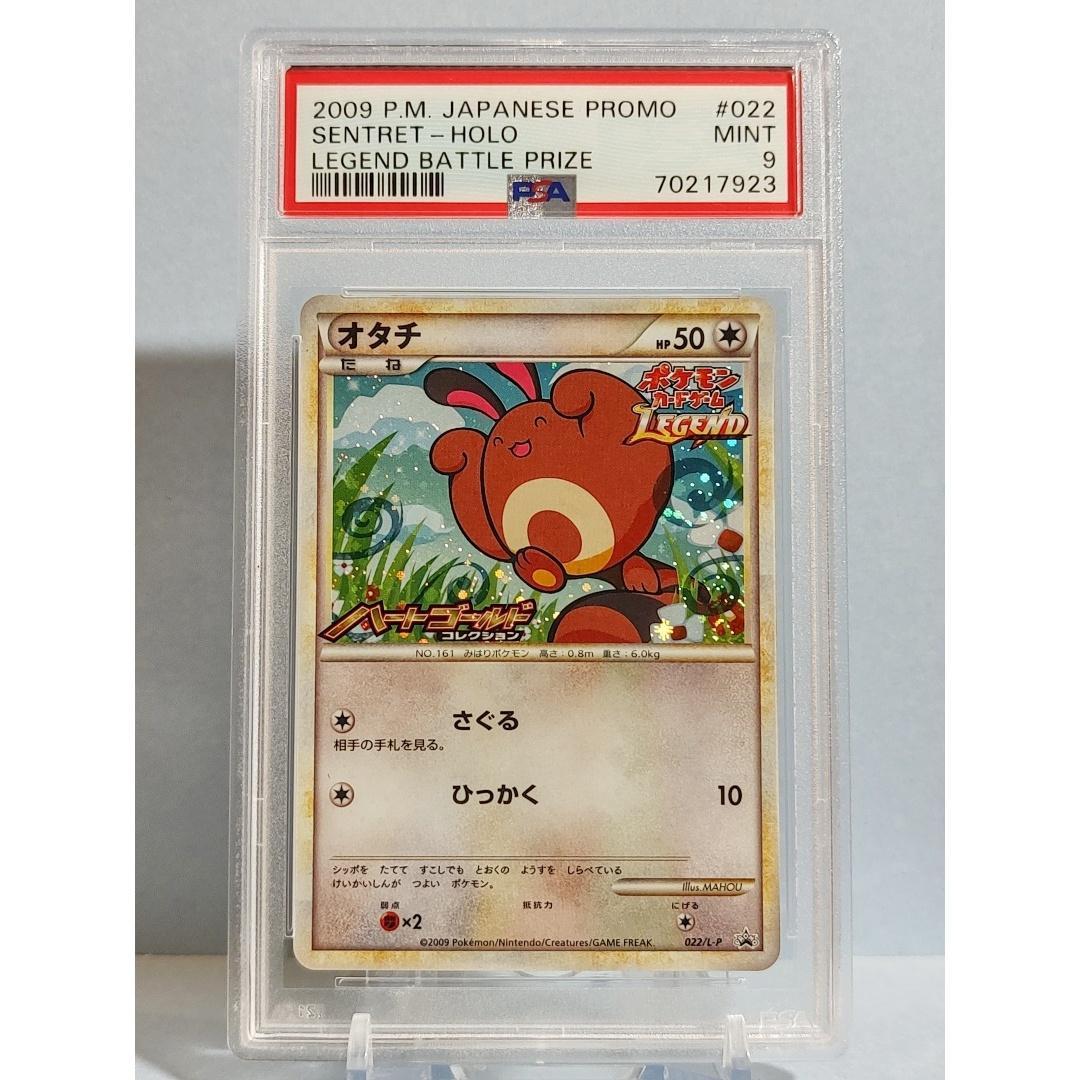 2009 P.M. JAPANESE PROMO #022
SENTRET - HOLO MINT
LEGEND BATTLE PRIZE 9
PSA 70217923
オタチ HP 50
たね
ポケモン
カードゲーム
LEGEND
ハートゴールド
コレクション
NO.161 みはりポケモン 高さ:0.8m 重さ:6.0kg
さぐる
相手の手札を見る。
ひっかく 10
シッポを たてて すこしでも とおくの ようすを しらべている
けいかいしんが つよい ポケモン。
Illus.MAHOU
弱点 抵抗力 にげる
×2
©2009 Pokémon/Nintendo/Creatures/GAME FREAK. 022/L-P